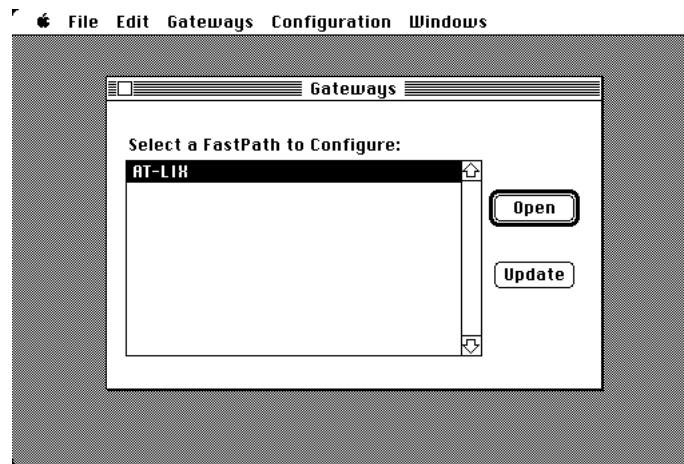 File Edit Gateways Configuration Windows
Gateways
Select a FastPath to Configure:
AT-LIX
Open
Update